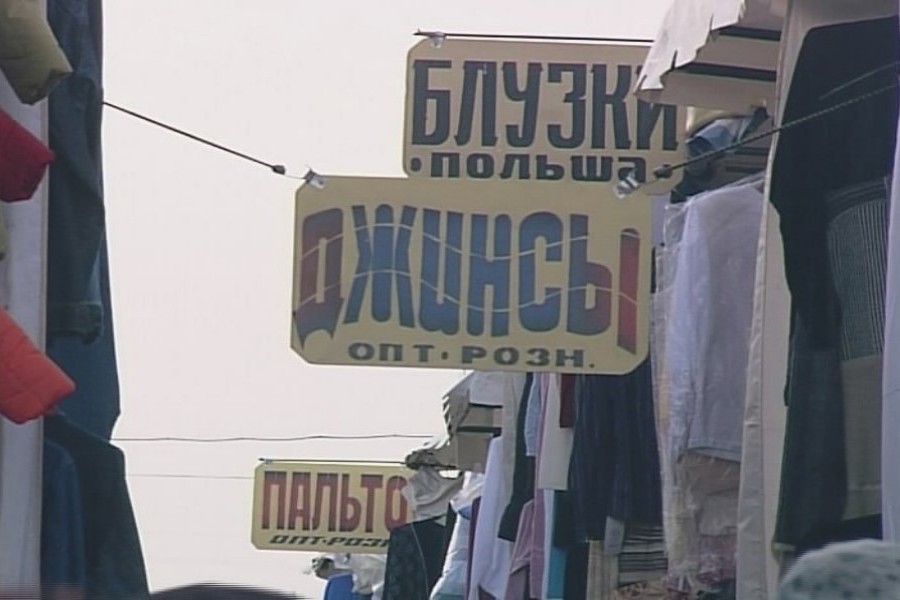 БЛУЗКИ
• ПОЛЬША •
ДЖИНСЫ
ОПТ • РОЗН.
ПАЛЬТО
ОПТ•РОЗН